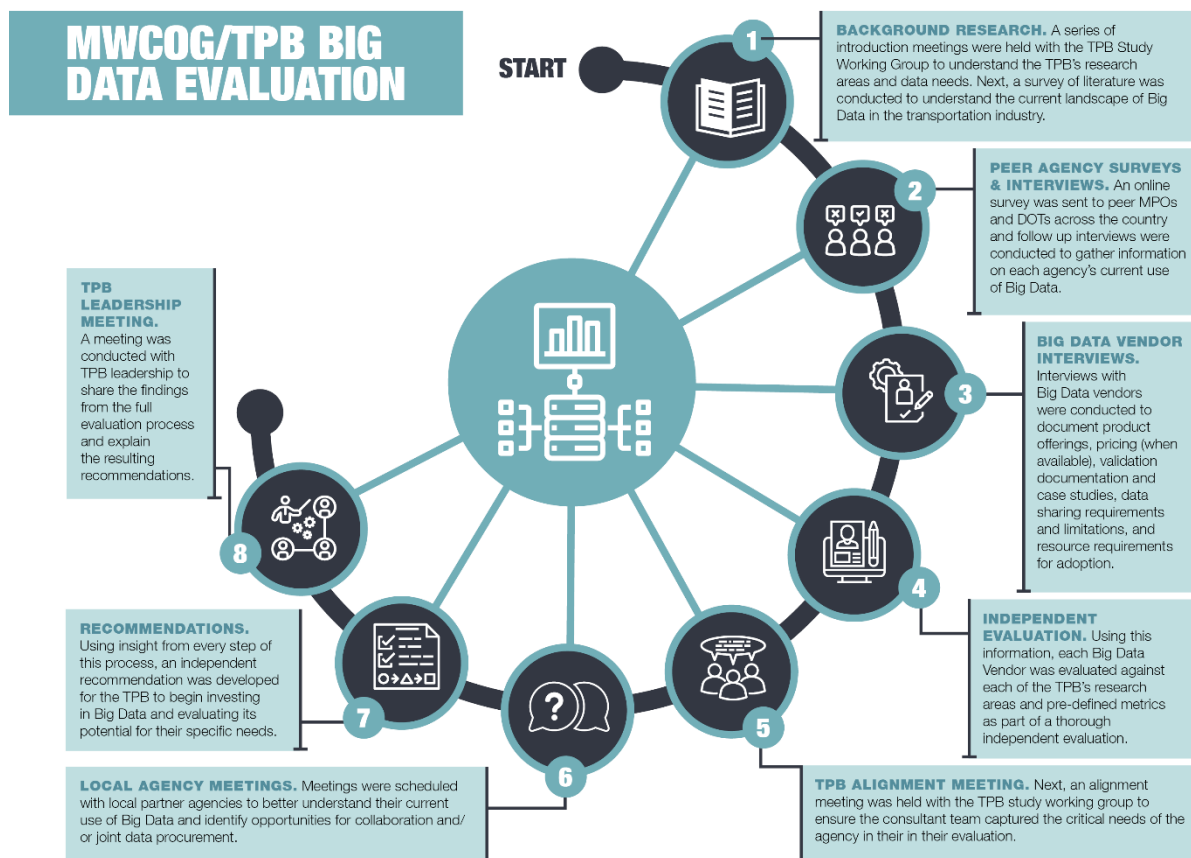 MWCOG/TPB BIG
DATA EVALUATION
START
1
BACKGROUND RESEARCH. A series of
introduction meetings were held with the TPB Study
Working Group to understand the TPB's research
areas and data needs. Next, a survey of literature was
conducted to understand the current landscape of Big
Data in the transportation industry.
2
PEER AGENCY SURVEYS
& INTERVIEWS. An online
survey was sent to peer MPOs
and DOTs across the country
and follow up interviews were
conducted to gather information
on each agency's current use
of Big Data.
3
BIG DATA VENDOR
INTERVIEWS.
Interviews with
Big Data vendors
were conducted to
document product
offerings, pricing (when
available), validation
documentation and
case studies, data
sharing requirements
and limitations, and
resource requirements
for adoption.
4
INDEPENDENT
EVALUATION. Using this
information, each Big Data
Vendor was evaluated against
each of the TPB's research
areas and pre-defined metrics
as part of a thorough
independent evaluation.
5
TPB ALIGNMENT MEETING. Next, an alignment
meeting was held with the TPB study working group to
ensure the consultant team captured the critical needs of the
agency in their in their evaluation.
?
6
LOCAL AGENCY MEETINGS. Meetings were scheduled
with local partner agencies to better understand their current
use of Big Data and identify opportunities for collaboration and/
or joint data procurement.
7
RECOMMENDATIONS.
Using insight from every step of
this process, an independent
recommendation was developed
for the TPB to begin investing
in Big Data and evaluating its
potential for their specific needs.
8
TPB
LEADERSHIP
MEETING.
A meeting was
conducted with
TPB leadership to
share the findings
from the full
evaluation process
and explain
the resulting
recommendations.